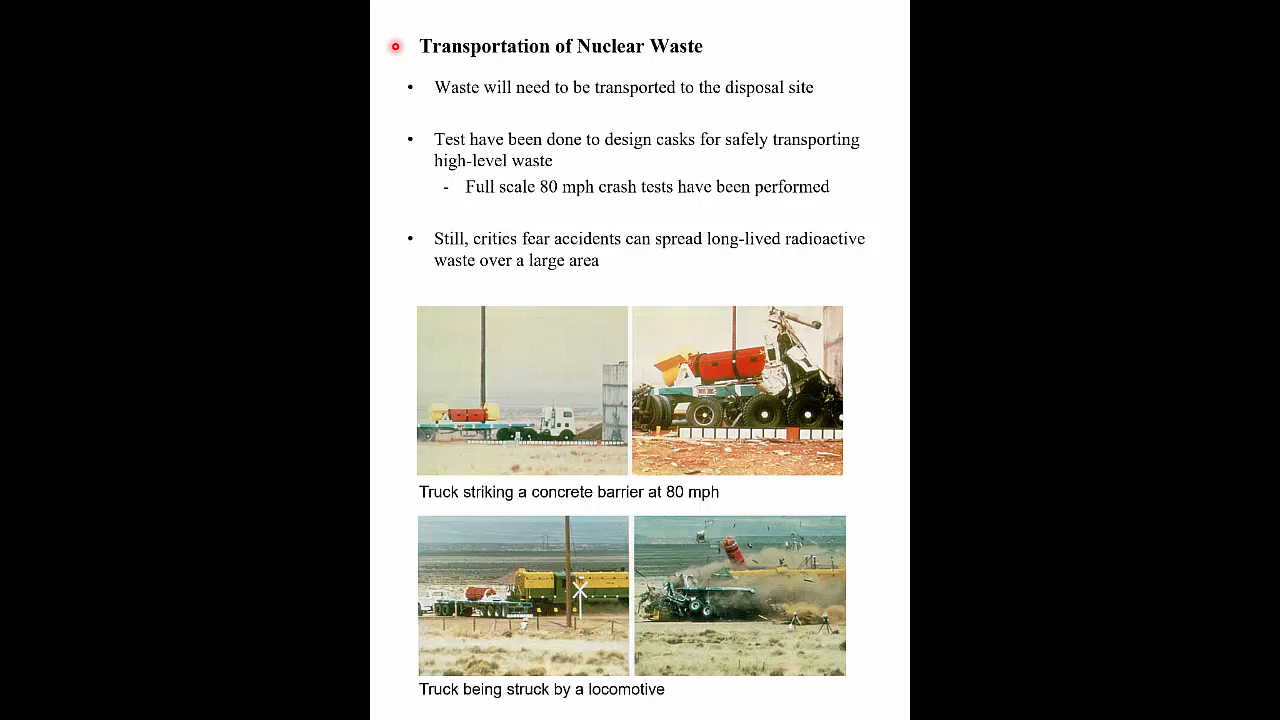 Transportation of Nuclear Waste
• Waste will need to be transported to the disposal site
• Test have been done to design casks for safely transporting
high-level waste
- Full scale 80 mph crash tests have been performed
• Still, critics fear accidents can spread long-lived radioactive
waste over a large area
Truck striking a concrete barrier at 80 mph
Truck being struck by a locomotive